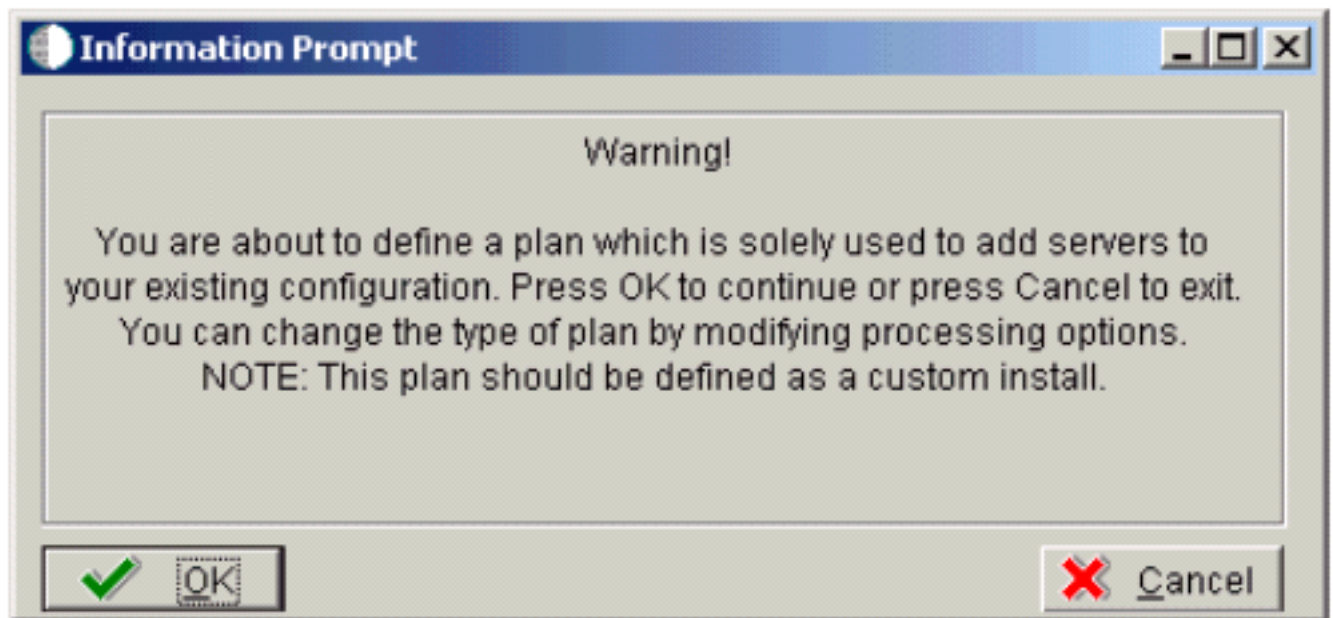 Information Prompt
Warning!
You are about to define a plan which is solely used to add servers to
your existing configuration. Press OK to continue or press Cancel to exit.
You can change the type of plan by modifying processing options.
NOTE: This plan should be defined as a custom install.
OK
Cancel